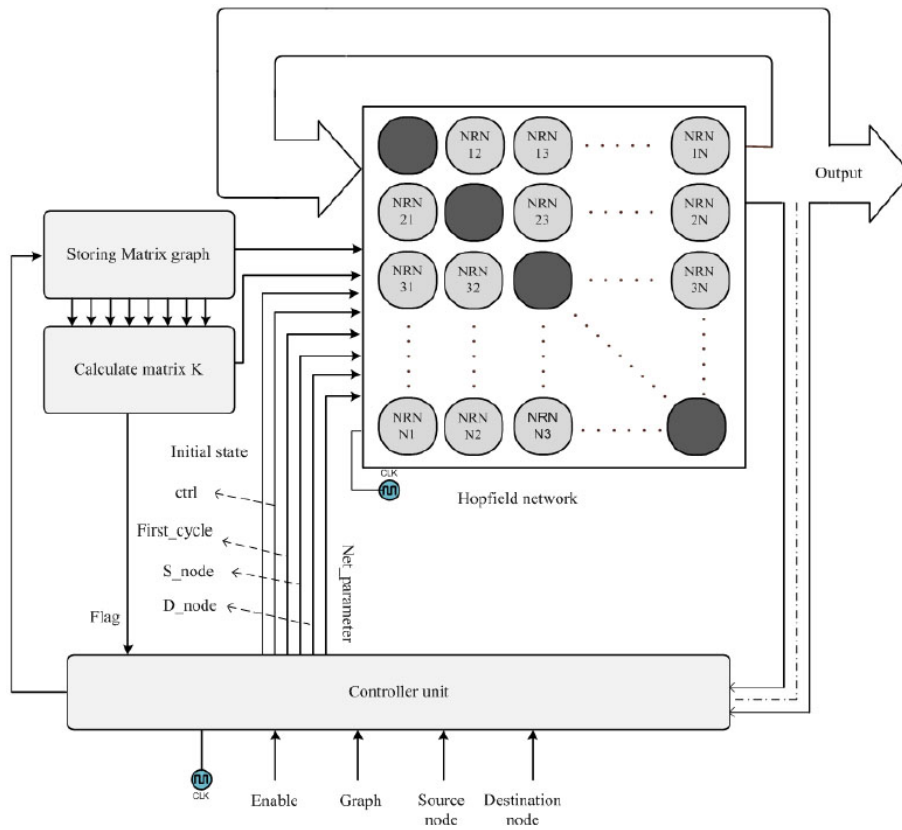 NRN
12
NRN
13
NRN
1N
Output
NRN
21
NRN
23
NRN
2N
Storing Matrix graph
NRN
31
NRN
32
NRN
3N
Calculate matrix K
NRN
N1
NRN
N2
NRN
N3
Initial state
CLK
Hopfield network
ctrl
First_cycle
S_node
D_node
Net_parameter
Flag
Controller unit
CLK
Enable
Graph
Source
node
Destination
node